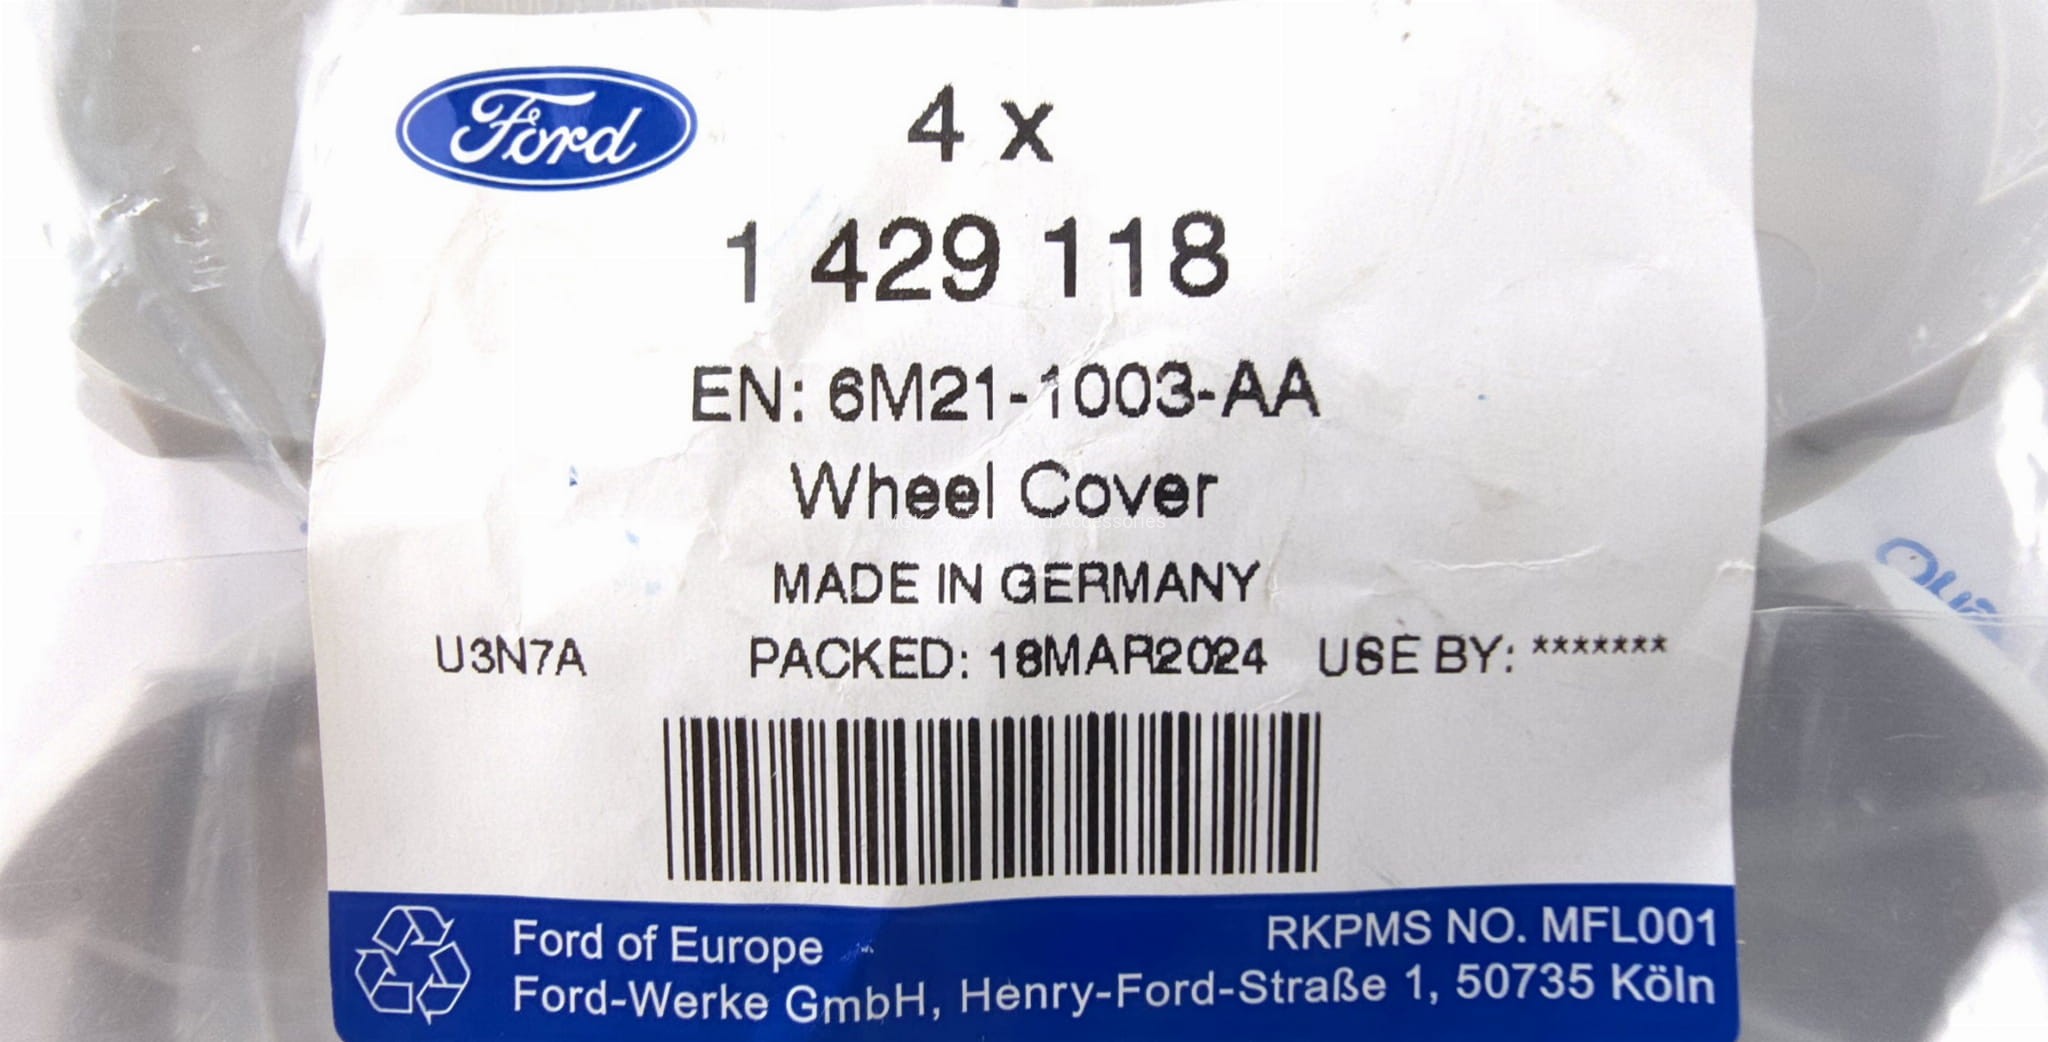 Ford
4 x
1 429 118
EN: 6M21-1003-AA
Wheel Cover
MADE IN GERMANY
U3N7A PACKED: 18MAR2024 USE BY: *******
Ford of Europe
Ford-Werke GmbH, Henry-Ford-Straße 1, 50735 Köln
RKPMS NO. MFL001